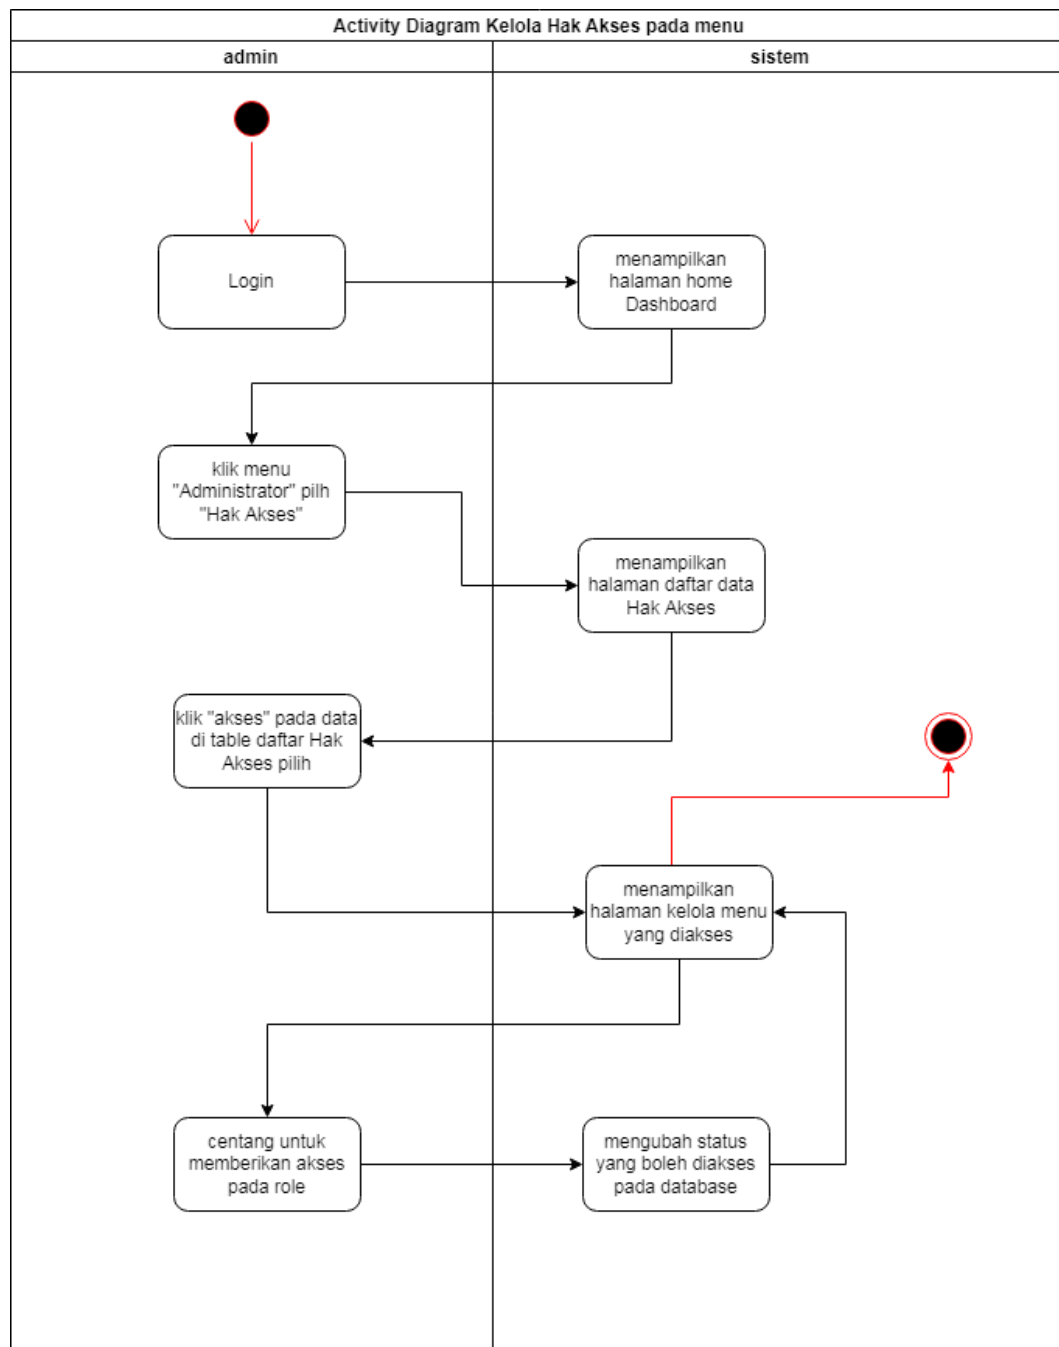 Activity Diagram Kelola Hak Akses pada menu
admin
sistem
Login
menampilkan
halaman home
Dashboard
klik menu
"Administrator" pilh
"Hak Akses"
menampilkan
halaman daftar data
Hak Akses
klik "akses" pada data
di table daftar Hak
Akses pilih
menampilkan
halaman kelola menu
yang diakses
centang untuk
memberikan akses
pada role
mengubah status
yang boleh diakses
pada database